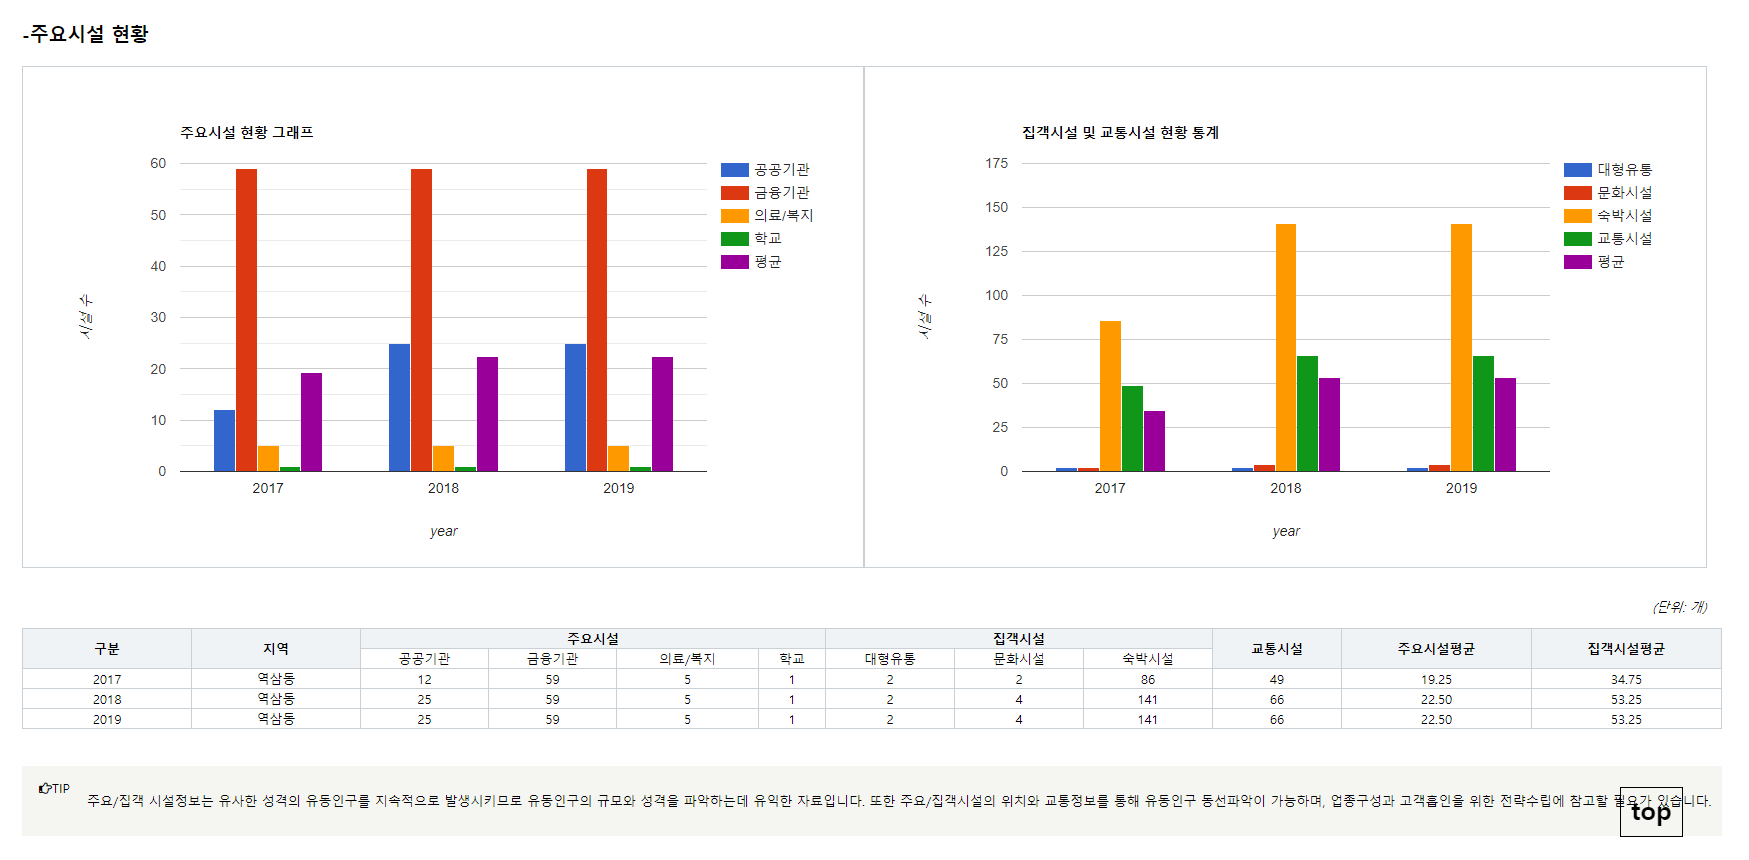 -주요시설 현황
주요시설 현황 그래프
60
50
40
30
20
10
0
시설 수
2017 2018 2019
year
공공기관
금융기관
의료/복지
학교
평균
집객시설 및 교통시설 현황 통계
175
150
125
100
75
50
25
0
시설 수
2017 2018 2019
year
대형유통
문화시설
숙박시설
교통시설
평균
(단위: 개)
구분 지역 주요시설 집객시설 교통시설 주요시설평균 집객시설평균
공공기관 금융기관 의료/복지 학교 대형유통 문화시설 숙박시설
2017 역삼동 12 59 5 1 2 2 86 49 19.25 34.75
2018 역삼동 25 59 5 1 2 4 141 66 22.50 53.25
2019 역삼동 25 59 5 1 2 4 141 66 22.50 53.25
TIP
주요/집객 시설정보는 유사한 성격의 유동인구를 지속적으로 발생시키므로 유동인구의 규모와 성격을 파악하는데 유익한 자료입니다. 또한 주요/집객시설의 위치와 교통정보를 통해 유동인구 동선파악이 가능하며, 업종구성과 고객흡인을 위한 전략수립에 참고할 필요가 있습니다.
top